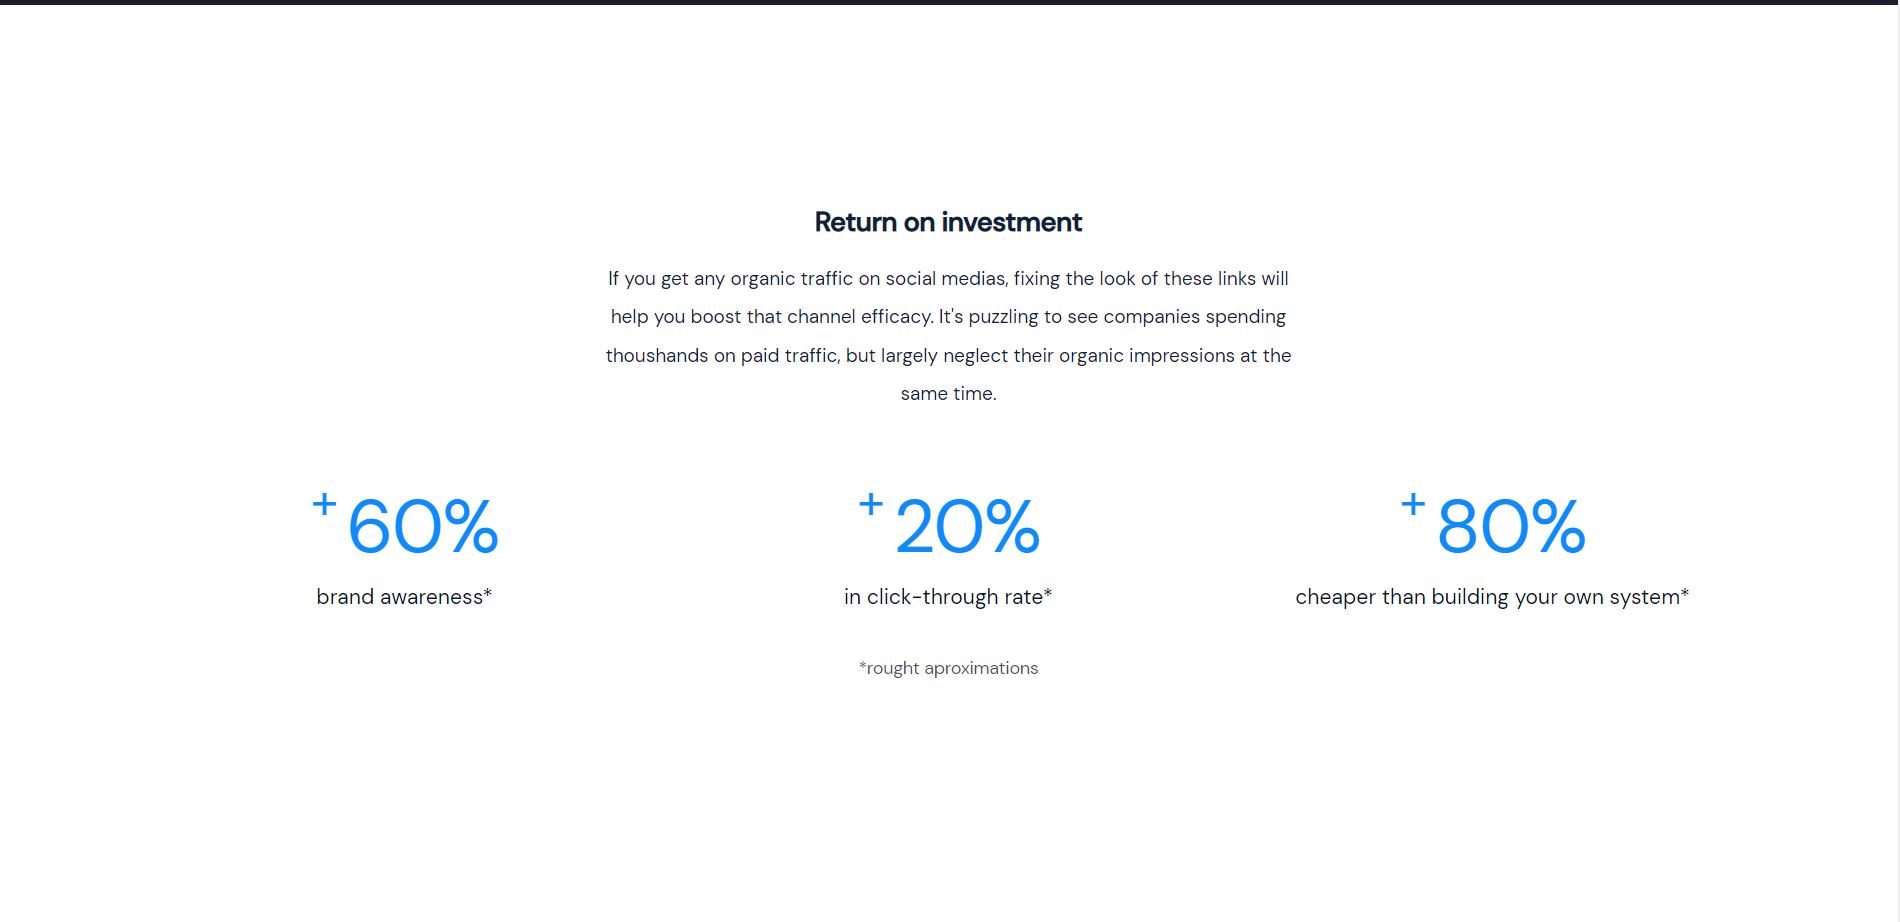 Return on investment
If you get any organic traffic on social medias, fixing the look of these links will
help you boost that channel efficacy. It's puzzling to see companies spending
thoushands on paid traffic, but largely neglect their organic impressions at the
same time.
+60%
brand awareness*
+20%
in click-through rate*
+80%
cheaper than building your own system*
*rought aproximations